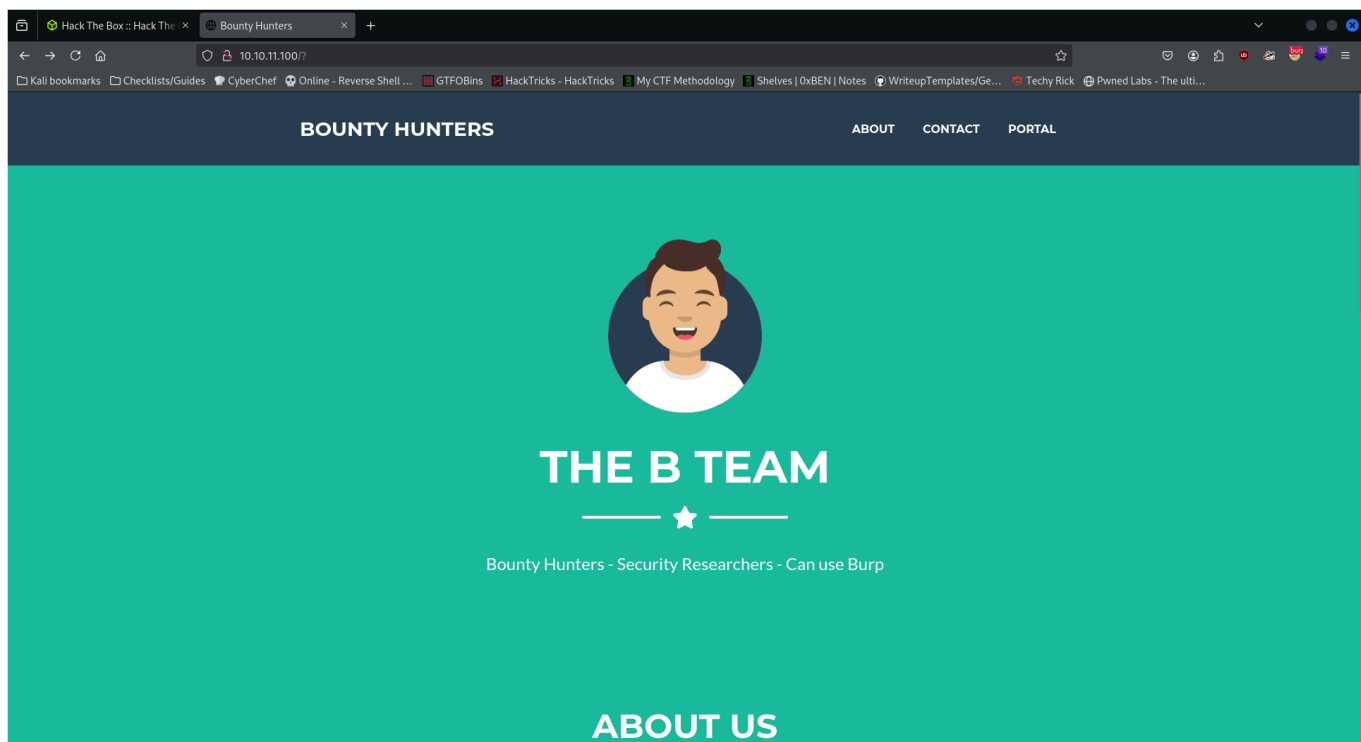 Hack The Box :: Hack The
Bounty Hunters
10.10.11.100/?
Kali bookmarks Checklists/Guides CyberChef Online - Reverse Shell ... GTFOBins HackTricks - HackTricks My CTF Methodology Shelves | 0xBEN | Notes WriteupTemplates/Ge... Techy Rick Pwned Labs - The ulti...
BOUNTY HUNTERS ABOUT CONTACT PORTAL
THE B TEAM
Bounty Hunters - Security Researchers - Can use Burp
ABOUT US